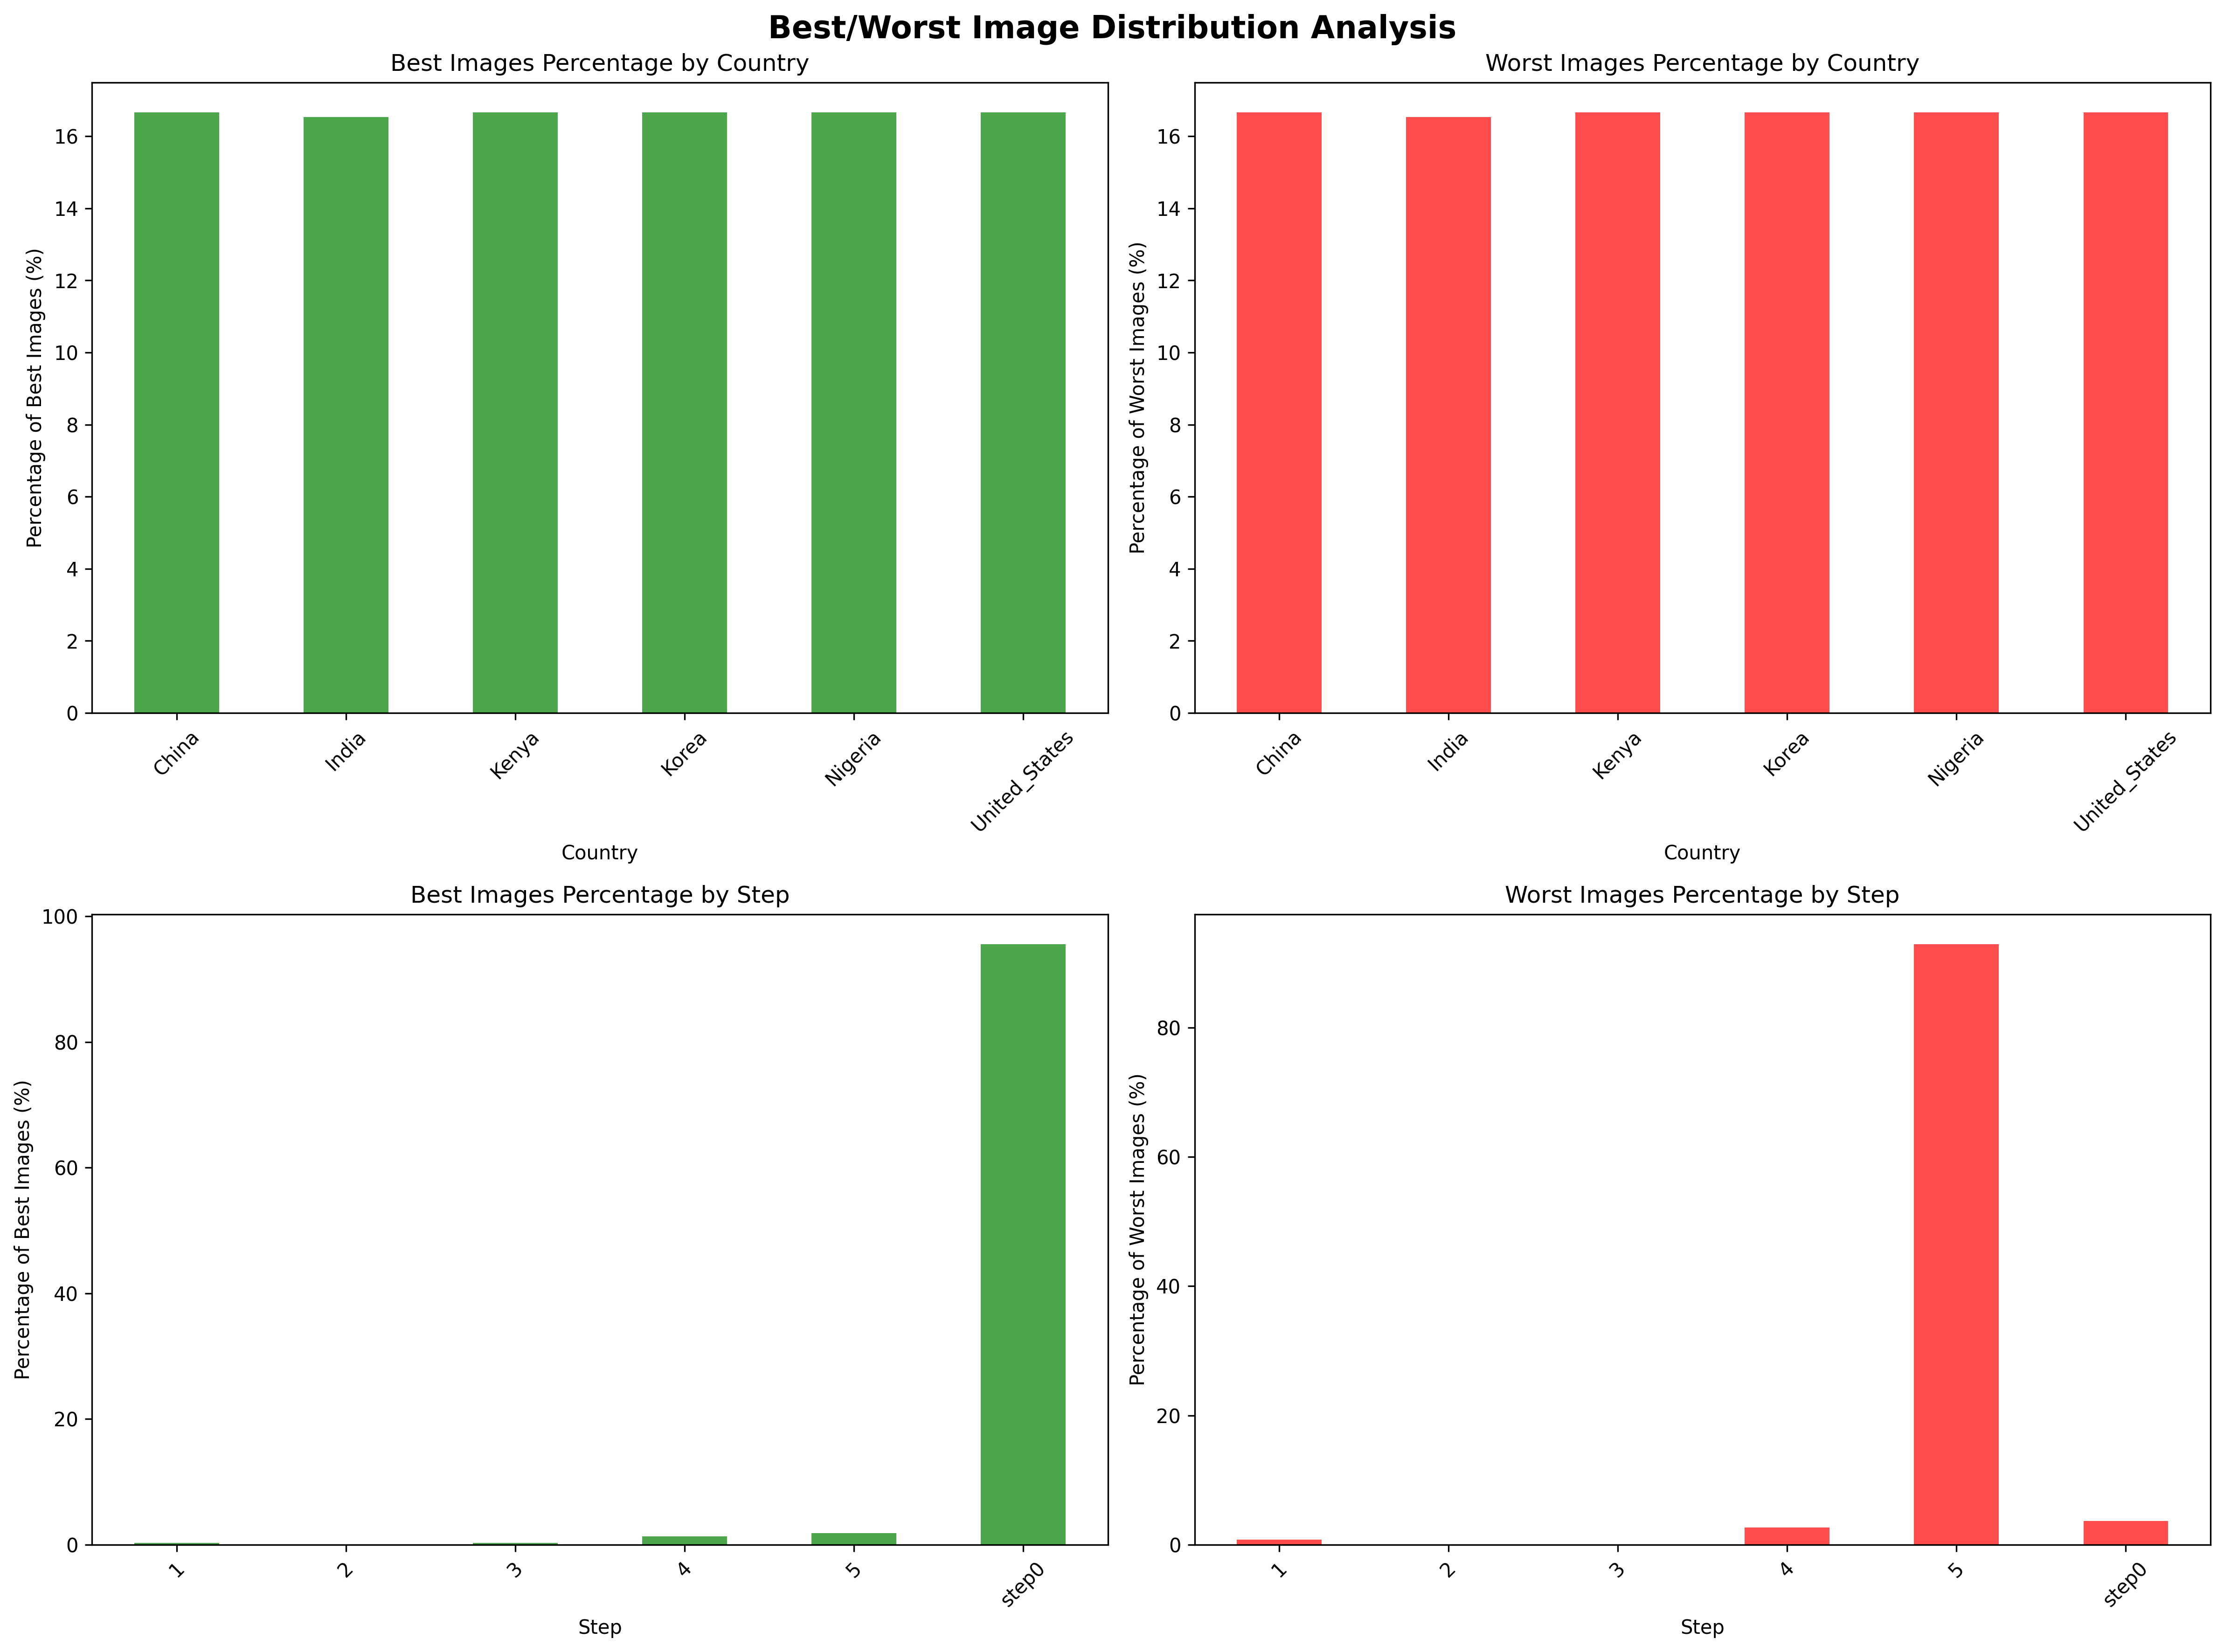 Best/Worst Image Distribution Analysis
Best Images Percentage by Country
Percentage of Best Images (%)
16
14
12
10
8
6
4
2
0
China
India
Kenya
Korea
Nigeria
United_States
Country
Worst Images Percentage by Country
Percentage of Worst Images (%)
16
14
12
10
8
6
4
2
0
China
India
Kenya
Korea
Nigeria
United_States
Country
Best Images Percentage by Step
Percentage of Best Images (%)
100
80
60
40
20
0
1
2
3
4
5
step0
Step
Worst Images Percentage by Step
Percentage of Worst Images (%)
80
60
40
20
0
1
2
3
4
5
step0
Step